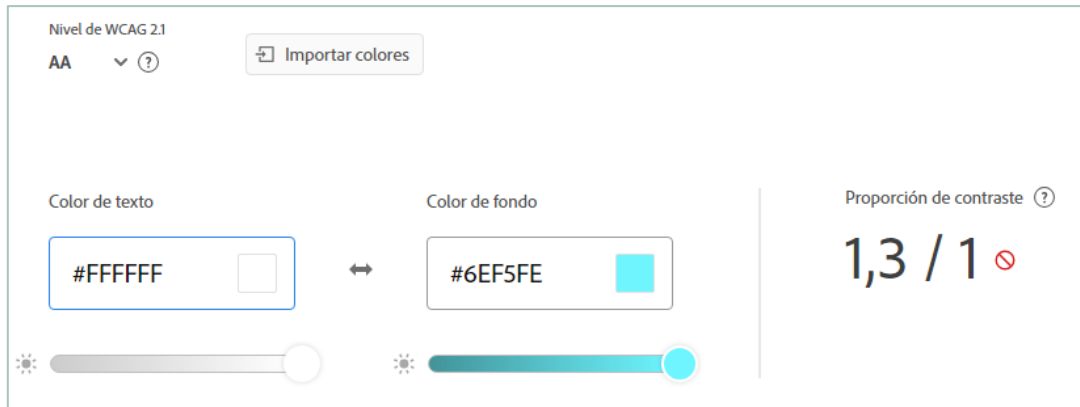 Nivel de WCAG 2.1
AA
Importar colores
Color de texto
Color de fondo
Proporción de contraste
#FFFFFF
#6EF5FE
1,3 / 1